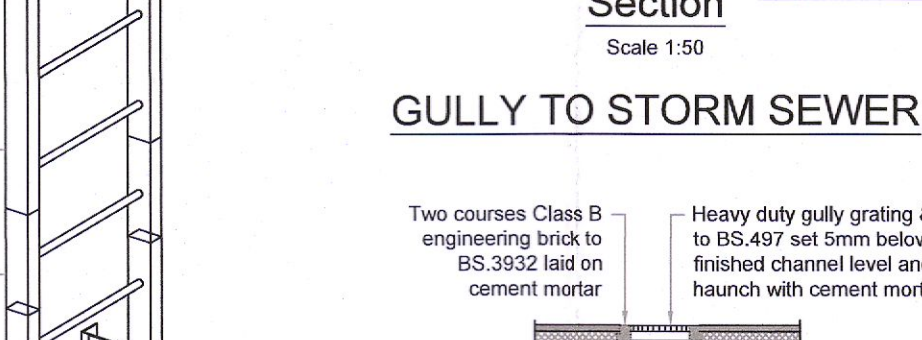 Section
Scale 1:50
GULLY TO STORM SEWER
Two courses Class B
engineering brick to
BS.3932 laid on
cement mortar
Heavy duty gully grating &
to BS.497 set 5mm below
finished channel level and
haunch with cement